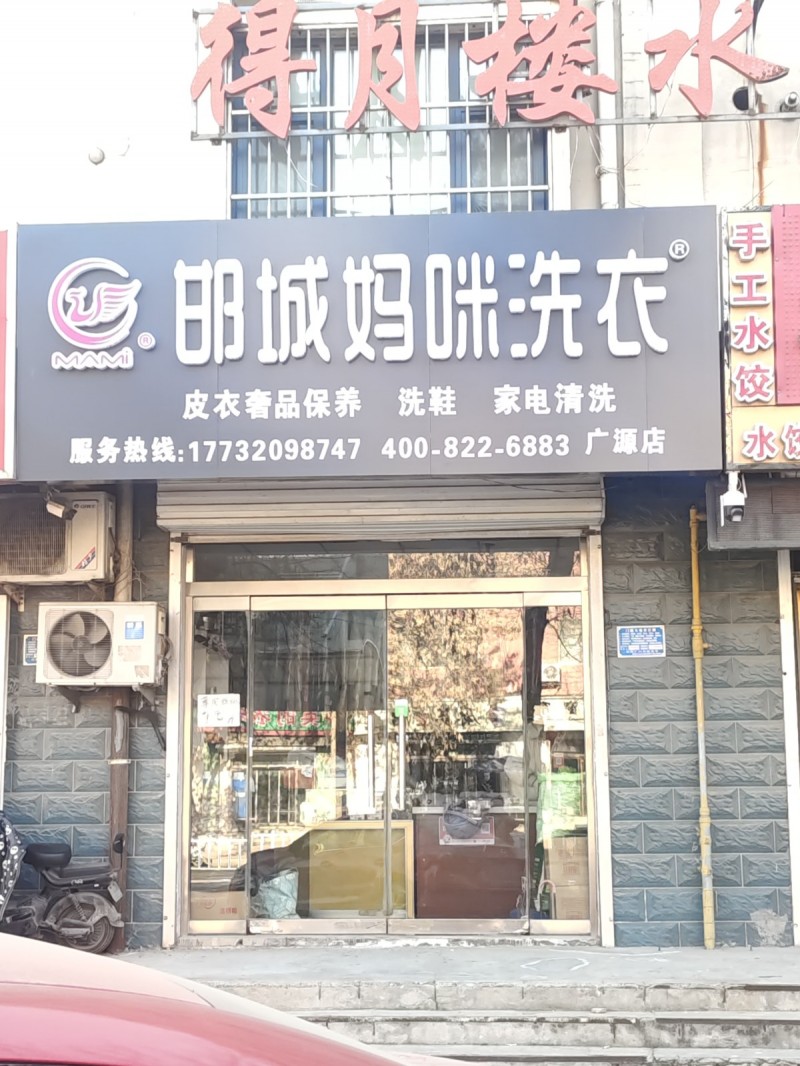 得月楼水
邯城妈咪洗衣®
MAMi®
皮衣奢品保养 洗鞋 家电清洗
服务热线:17732098747 400-822-6883 广源店
手工水饺
水饺